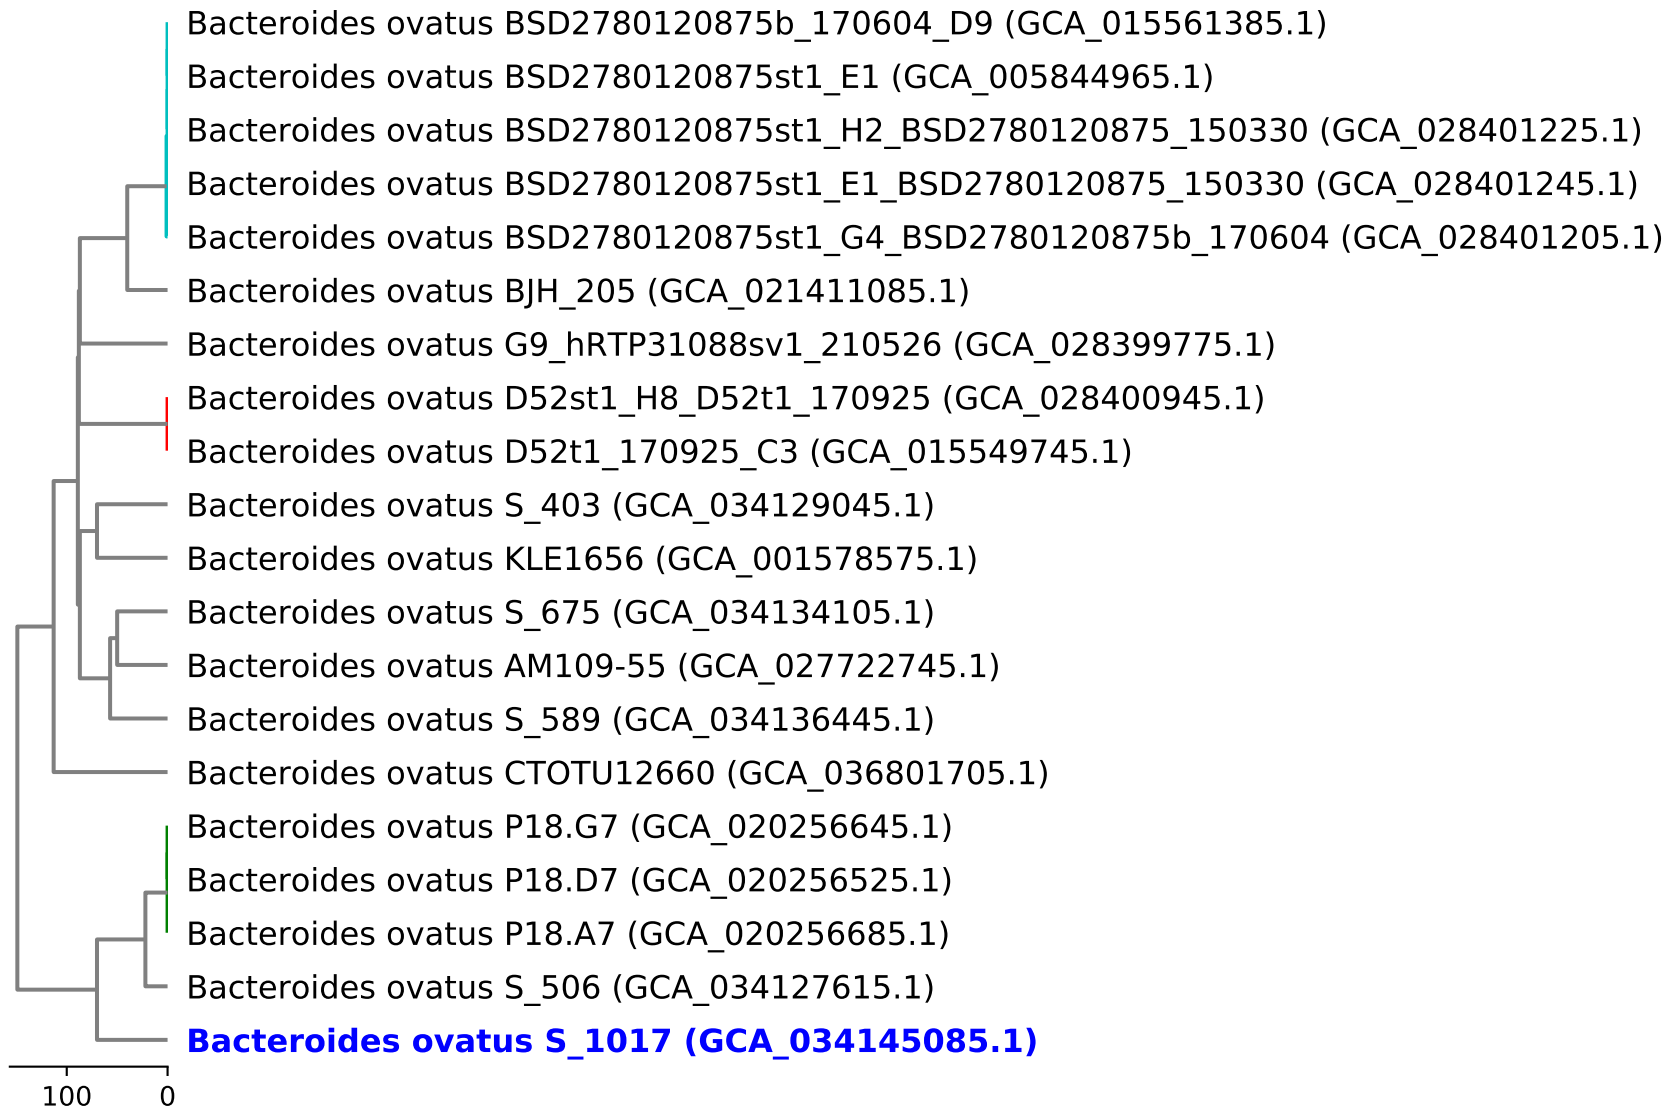 Bacteroides ovatus BSD2780120875b_170604_D9 (GCA_015561385.1)
Bacteroides ovatus BSD2780120875st1_E1 (GCA_005844965.1)
Bacteroides ovatus BSD2780120875st1_H2_BSD2780120875_150330 (GCA_028401225.1)
Bacteroides ovatus BSD2780120875st1_E1_BSD2780120875_150330 (GCA_028401245.1)
Bacteroides ovatus BSD2780120875st1_G4_BSD2780120875b_170604 (GCA_028401205.1)
Bacteroides ovatus BJH_205 (GCA_021411085.1)
Bacteroides ovatus G9_hRTP31088sv1_210526 (GCA_028399775.1)
Bacteroides ovatus D52st1_H8_D52t1_170925 (GCA_028400945.1)
Bacteroides ovatus D52t1_170925_C3 (GCA_015549745.1)
Bacteroides ovatus S_403 (GCA_034129045.1)
Bacteroides ovatus KLE1656 (GCA_001578575.1)
Bacteroides ovatus S_675 (GCA_034134105.1)
Bacteroides ovatus AM109-55 (GCA_027722745.1)
Bacteroides ovatus S_589 (GCA_034136445.1)
Bacteroides ovatus CTOTU12660 (GCA_036801705.1)
Bacteroides ovatus P18.G7 (GCA_020256645.1)
Bacteroides ovatus P18.D7 (GCA_020256525.1)
Bacteroides ovatus P18.A7 (GCA_020256685.1)
Bacteroides ovatus S_506 (GCA_034127615.1)
Bacteroides ovatus S_1017 (GCA_034145085.1)
100 0